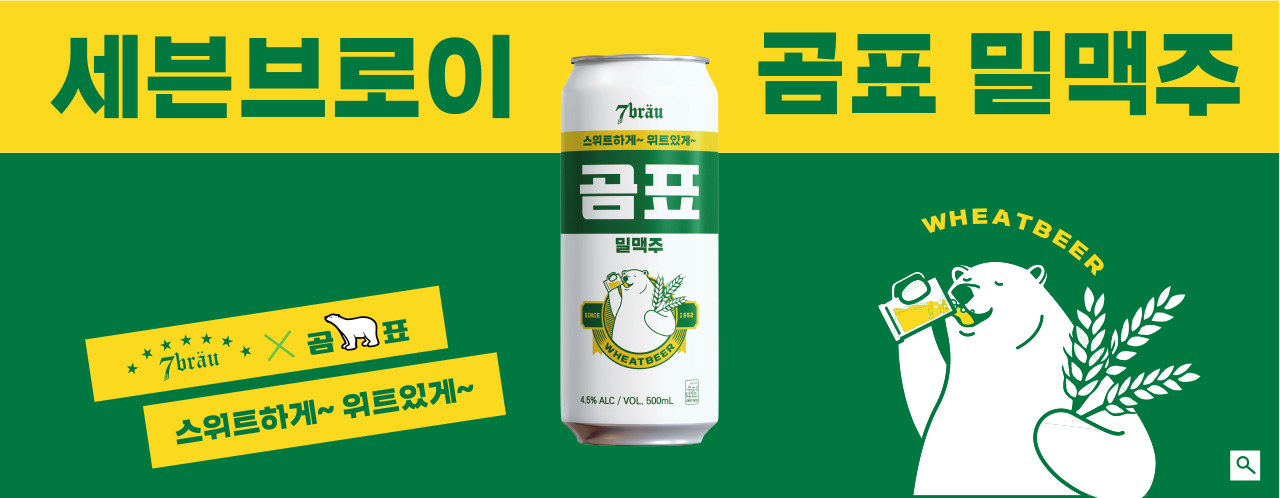 세븐브로이 곰표 밀맥주
7bräu
스위트하게~ 위트있게~
곰표
밀맥주
SINCE 1952
WHEATBEER
4.5% ALC / VOL. 500mL
WHEATBEER
7bräu × 곰표
스위트하게~ 위트있게~